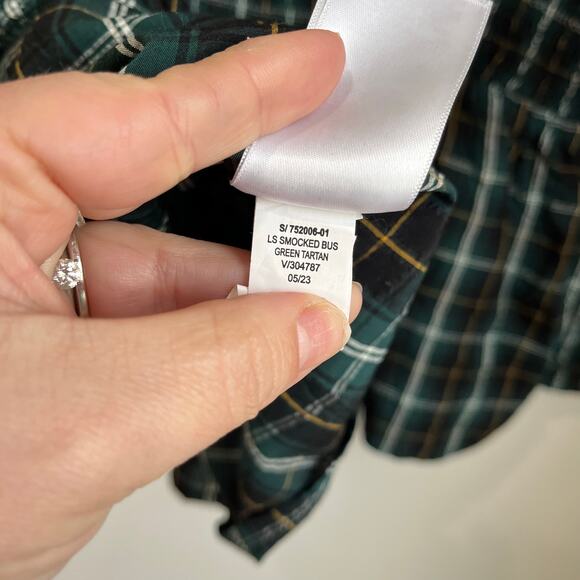 S/ 752006-01
LS SMOCKED BUS
GREEN TARTAN
V/304787
05/23